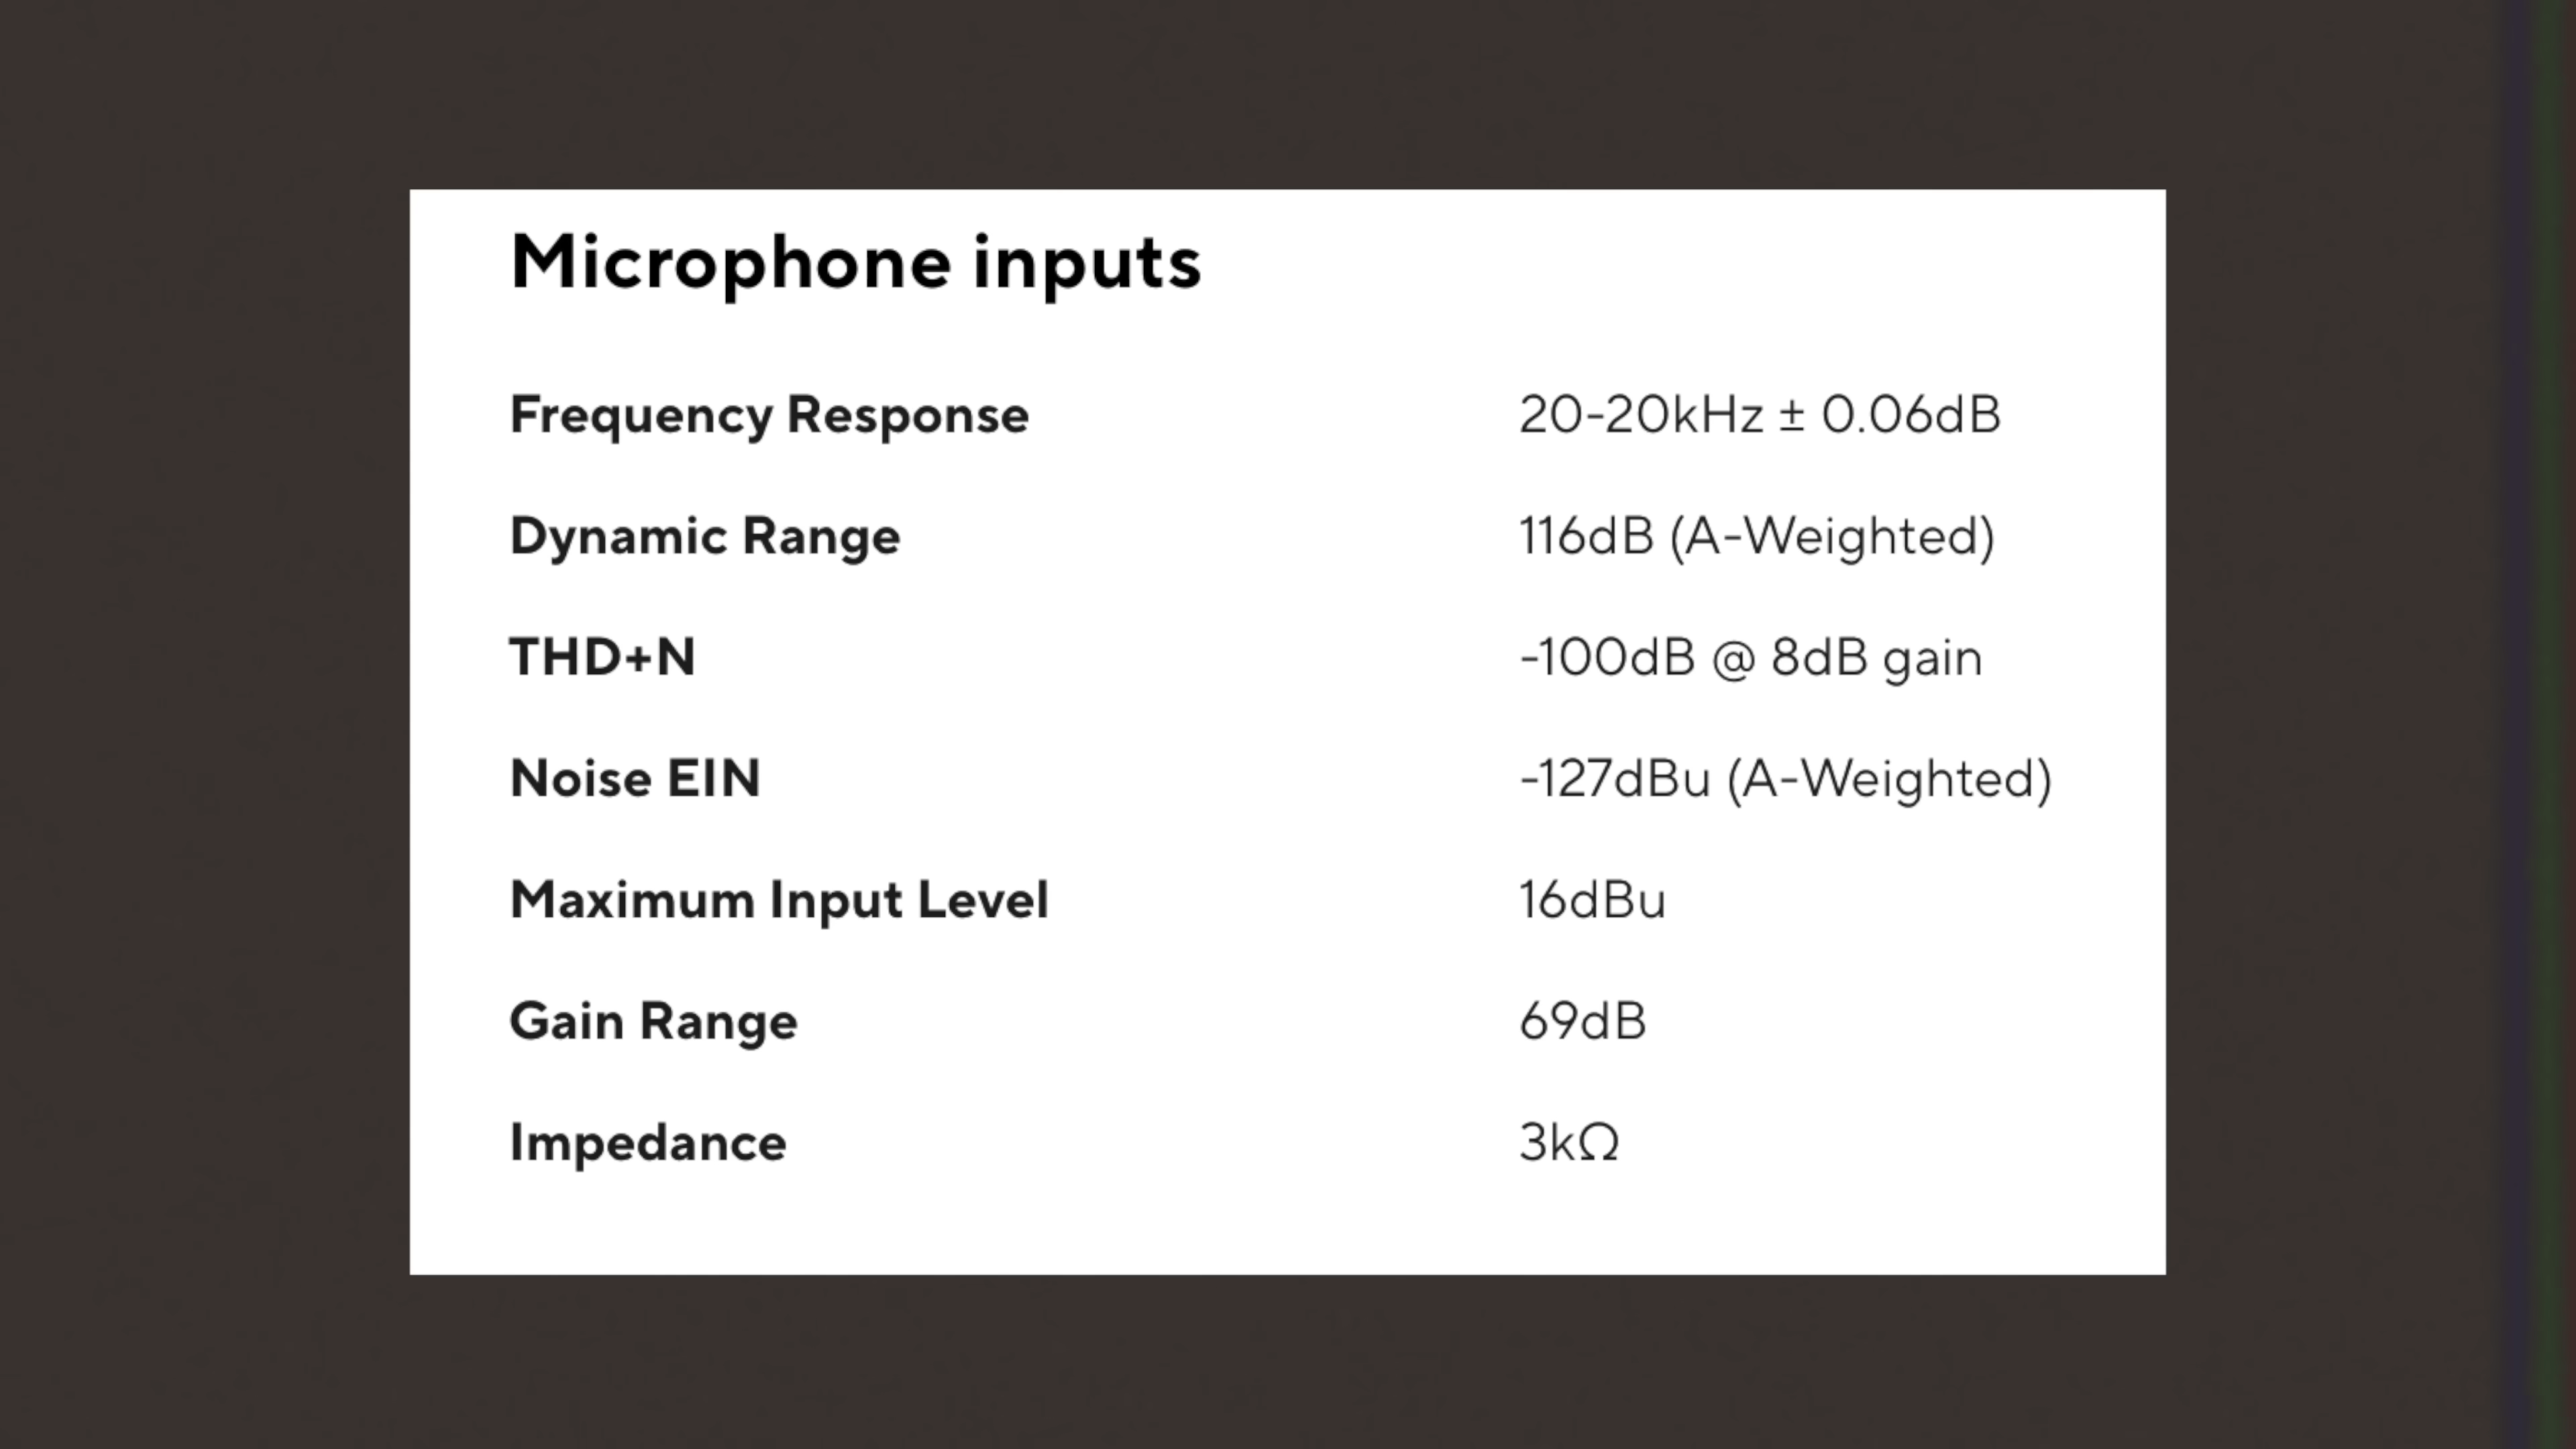 Microphone inputs
Frequency Response 20-20kHz ± 0.06dB
Dynamic Range 116dB (A-Weighted)
THD+N -100dB @ 8dB gain
Noise EIN -127dBu (A-Weighted)
Maximum Input Level 16dBu
Gain Range 69dB
Impedance 3kΩ